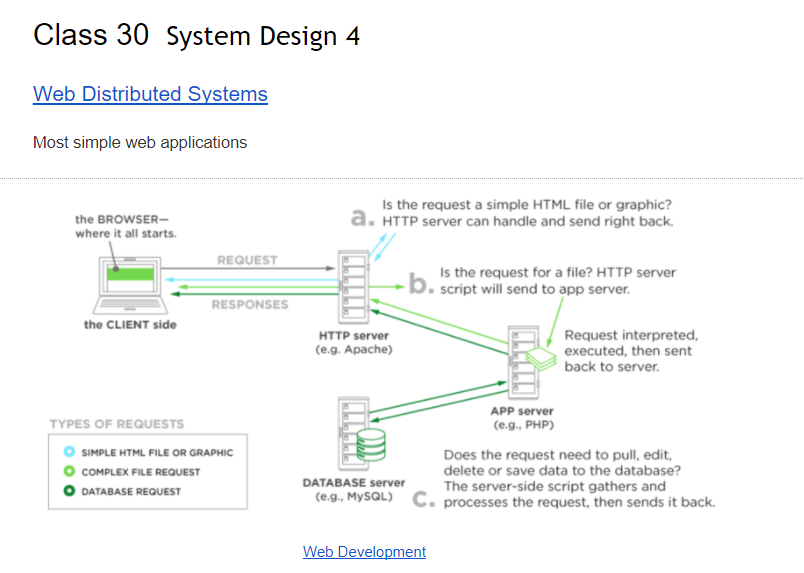 Class 30 System Design 4
Web Distributed Systems
Most simple web applications
the BROWSER—
where it all starts.
a. Is the request a simple HTML file or graphic?
HTTP server can handle and send right back.
REQUEST
RESPONSES
b. Is the request for a file? HTTP server
script will send to app server.
the CLIENT side
HTTP server
(e.g. Apache)
Request interpreted,
executed, then sent
back to server.
APP server
(e.g., PHP)
TYPES OF REQUESTS
SIMPLE HTML FILE OR GRAPHIC
COMPLEX FILE REQUEST
DATABASE REQUEST
DATABASE server
(e.g., MySQL)
c. Does the request need to pull, edit,
delete or save data to the database?
The server-side script gathers and
processes the request, then sends it back.
Web Development